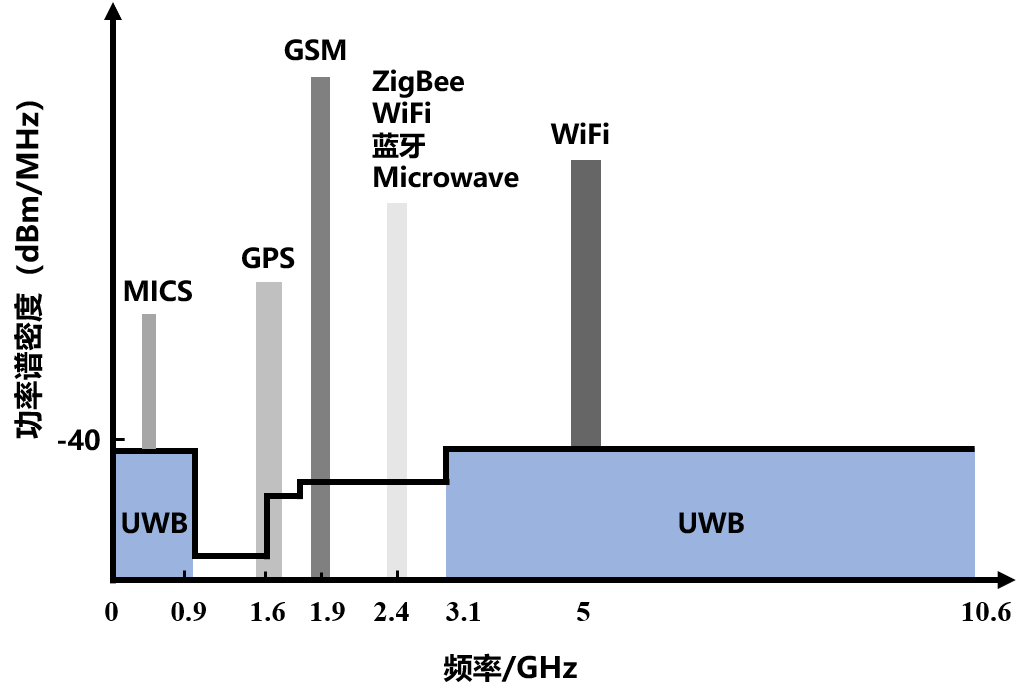 GSM
ZigBee
WiFi
蓝牙
Microwave
WiFi
GPS
MICS
功率谱密度（dBm/MHz)
-40
UWB
UWB
0 0.9 1.6 1.9 2.4 3.1 5 10.6
频率/GHz